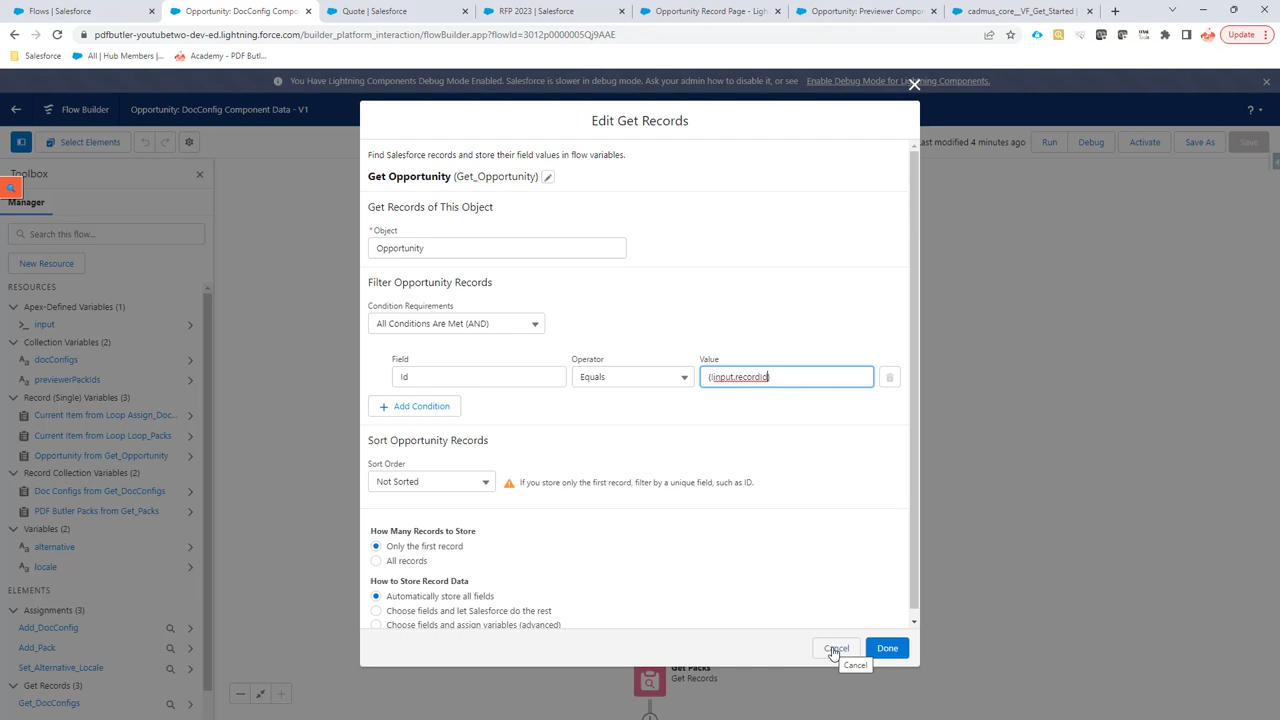 Flows | Salesforce
Opportunity: DocConfig Comp
Quote | Salesforce
RFP 2023 | Salesforce
Opportunity Record Page - Ligh
Opportunity: Previewer Compon
cadmus_core__VF_Get_Started |
pdfbutler-youtubetwo-dev-ed.lightning.force.com/builder_platform_interaction/flowBuilder.app?flowId=3012p0000005Qj9AAE
Update
Salesforce
All | Hub Members |...
Academy - PDF Butl...
You Have Lightning Components Debug Mode Enabled. Salesforce is slower in debug mode. Ask your admin how to disable it, or see Enable Debug Mode for Lightning Components.
Flow Builder
Opportunity: DocConfig Component Data - V1
?
Select Elements
ast modified 4 minutes ago
Run
Debug
Activate
Save As
Save
Toolbox
Manager
Search this flow...
New Resource
RESOURCES
Apex-Defined Variables (1)
input
Collection Variables (2)
docConfigs
previewerPackIds
Record (Single) Variables (3)
Current Item from Loop Assign_Doc...
Current Item from Loop Loop_Packs
Opportunity from Get_Opportunity
Record Collection Variables (2)
Doc Configs from Get_DocConfigs
PDF Butler Packs from Get_Packs
Variables (2)
alternative
locale
ELEMENTS
Assignments (3)
Add_DocConfig
Add_Pack
Set_Alternative_Locale
Get Records (3)
Get_DocConfigs
Edit Get Records
Find Salesforce records and store their field values in flow variables.
Get Opportunity (Get_Opportunity)
Get Records of This Object
*Object
Opportunity
Filter Opportunity Records
Condition Requirements
All Conditions Are Met (AND)
Field
Operator
Value
Id
Equals
{!input.recordId}
+ Add Condition
Sort Opportunity Records
Sort Order
Not Sorted
If you store only the first record, filter by a unique field, such as ID.
How Many Records to Store
Only the first record
All records
How to Store Record Data
Automatically store all fields
Choose fields and let Salesforce do the rest
Choose fields and assign variables (advanced)
Cancel
Done
Cancel
Get Packs
Get Records